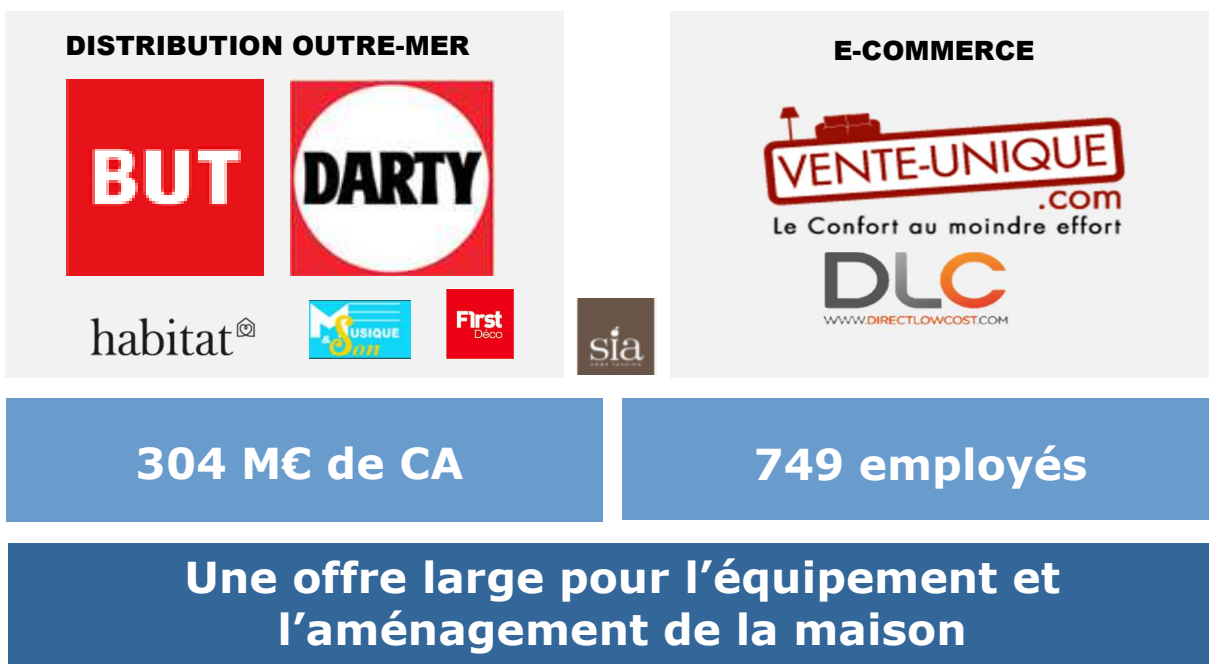 DISTRIBUTION OUTRE-MER
BUT
DARTY
habitat
Musique
& Son
First
Déco
sia
HOME FASHION
E-COMMERCE
VENTE-UNIQUE
.com
Le Confort au moindre effort
DLC
WWW.DIRECTLOWCOST.COM
304 M€ de CA
749 employés
Une offre large pour l’équipement et
l’aménagement de la maison